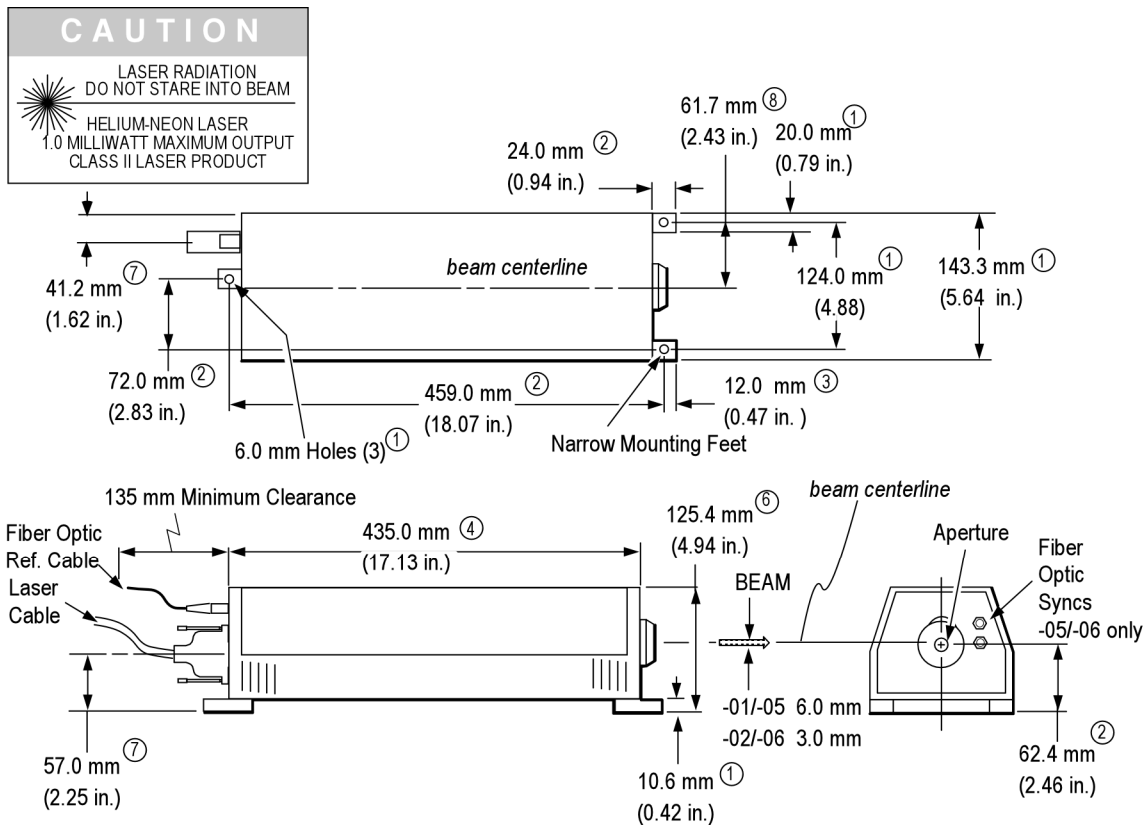 CAUTION
LASER RADIATION
DO NOT STARE INTO BEAM
HELIUM-NEON LASER
1.0 MILLIWATT MAXIMUM OUTPUT
CLASS II LASER PRODUCT
61.7 mm ⑧
(2.43 in.)
20.0 mm ①
(0.79 in.)
24.0 mm ②
(0.94 in.)
beam centerline
41.2 mm ⑦
(1.62 in.)
124.0 mm ①
(4.88)
143.3 mm ①
(5.64 in.)
72.0 mm ②
(2.83 in.)
459.0 mm ②
(18.07 in.)
12.0 mm ③
(0.47 in. )
6.0 mm Holes (3) ①
Narrow Mounting Feet
135 mm Minimum Clearance
Fiber Optic
Ref. Cable
Laser
Cable
435.0 mm ④
(17.13 in.)
125.4 mm ⑥
(4.94 in.)
BEAM
beam centerline
Aperture
Fiber
Optic
Syncs
-05/-06 only
-01/-05 6.0 mm
-02/-06 3.0 mm
57.0 mm ⑦
(2.25 in.)
10.6 mm ①
(0.42 in.)
62.4 mm ②
(2.46 in.)